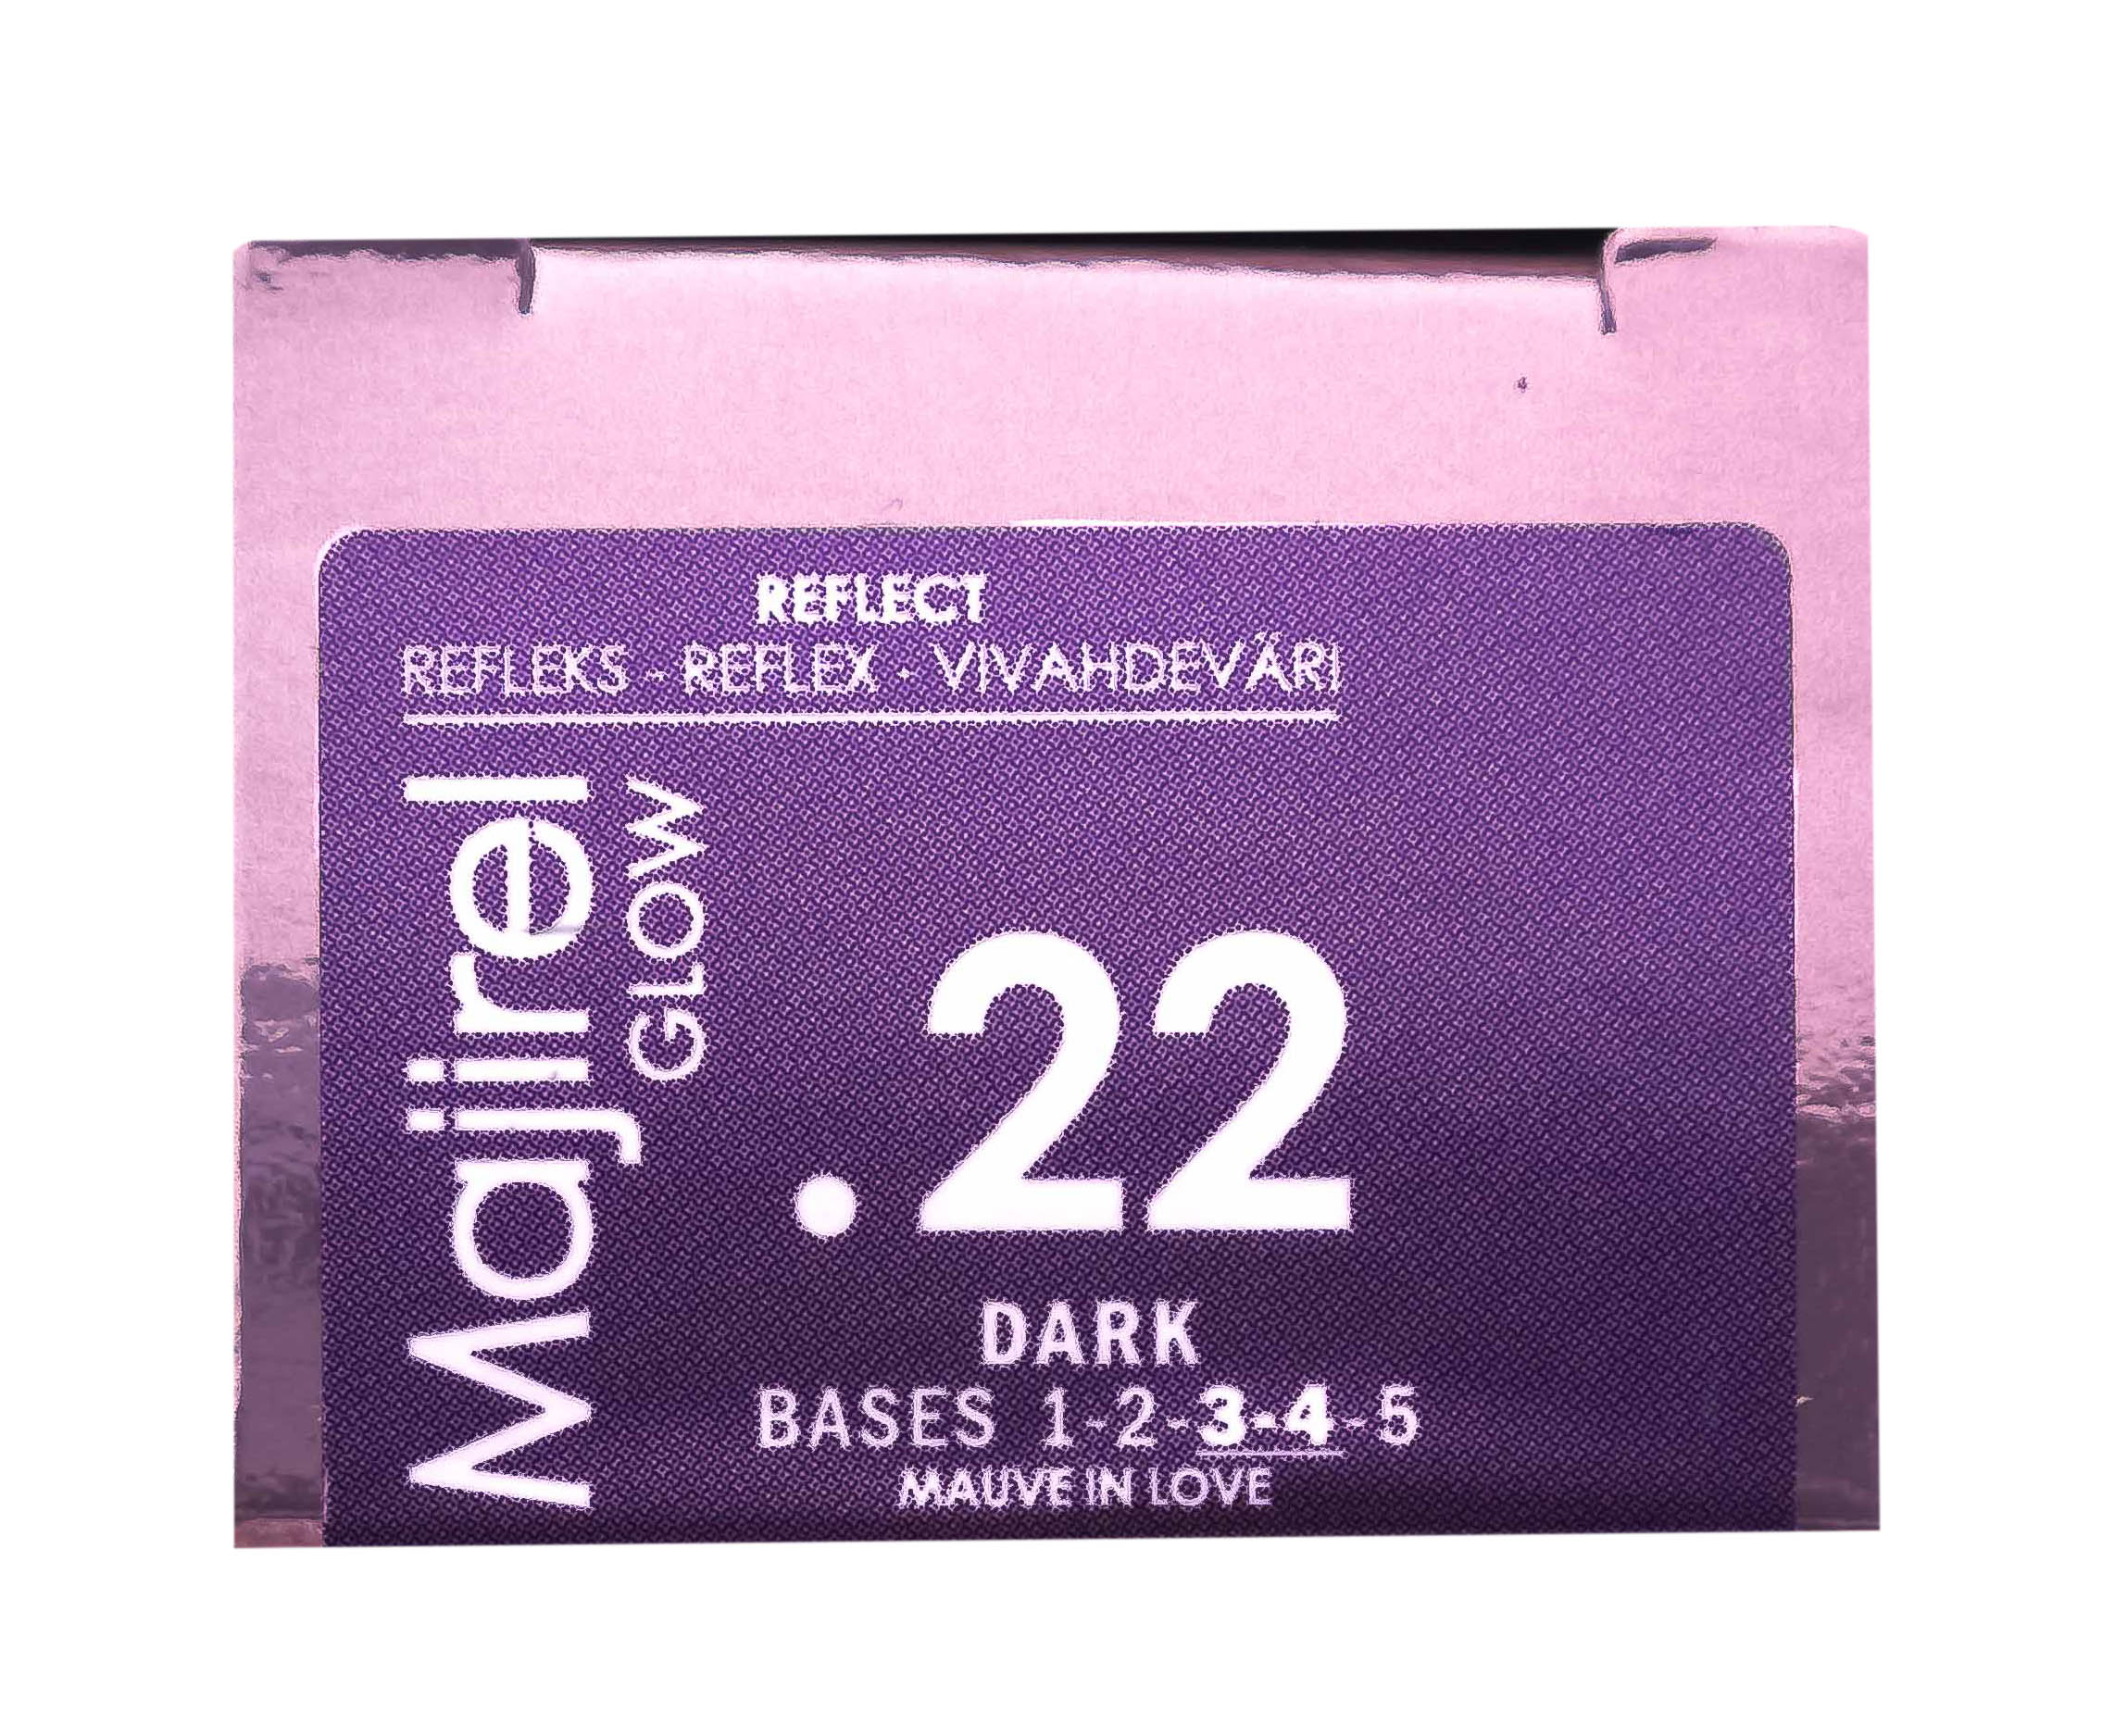 REFLECT
REFLEKS - REFLEX · VIVAHDEVÄRI
Majirel
GLOW
.22
DARK
BASES 1-2-3-4-5
MAUVE IN LOVE